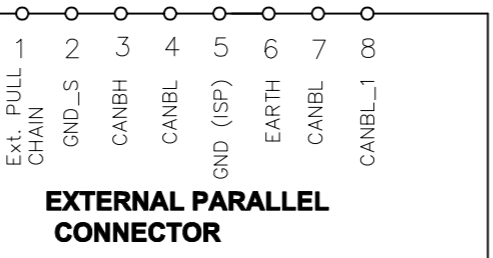 1 2 3 4 5 6 7 8
Ext. PULL
CHAIN
GND_S
CANBH
CANBL
GND (ISP)
EARTH
CANBL
CANBL_1
EXTERNAL PARALLEL
CONNECTOR